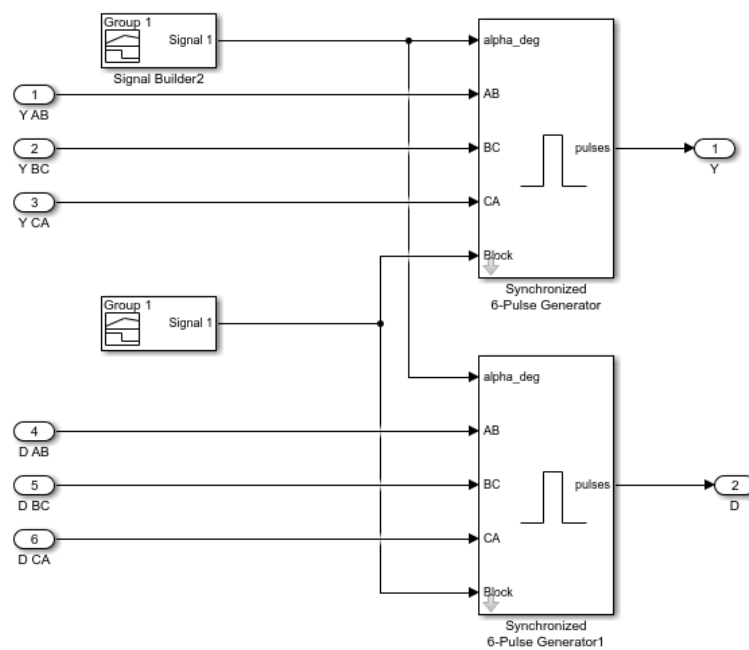 Group 1
Signal 1
Signal Builder2
1
Y AB
2
Y BC
3
Y CA
alpha_deg
AB
BC
CA
Block
pulses
Synchronized
6-Pulse Generator
1
Y
Group 1
Signal 1
4
D AB
5
D BC
6
D CA
alpha_deg
AB
BC
CA
Block
pulses
Synchronized
6-Pulse Generator1
2
D